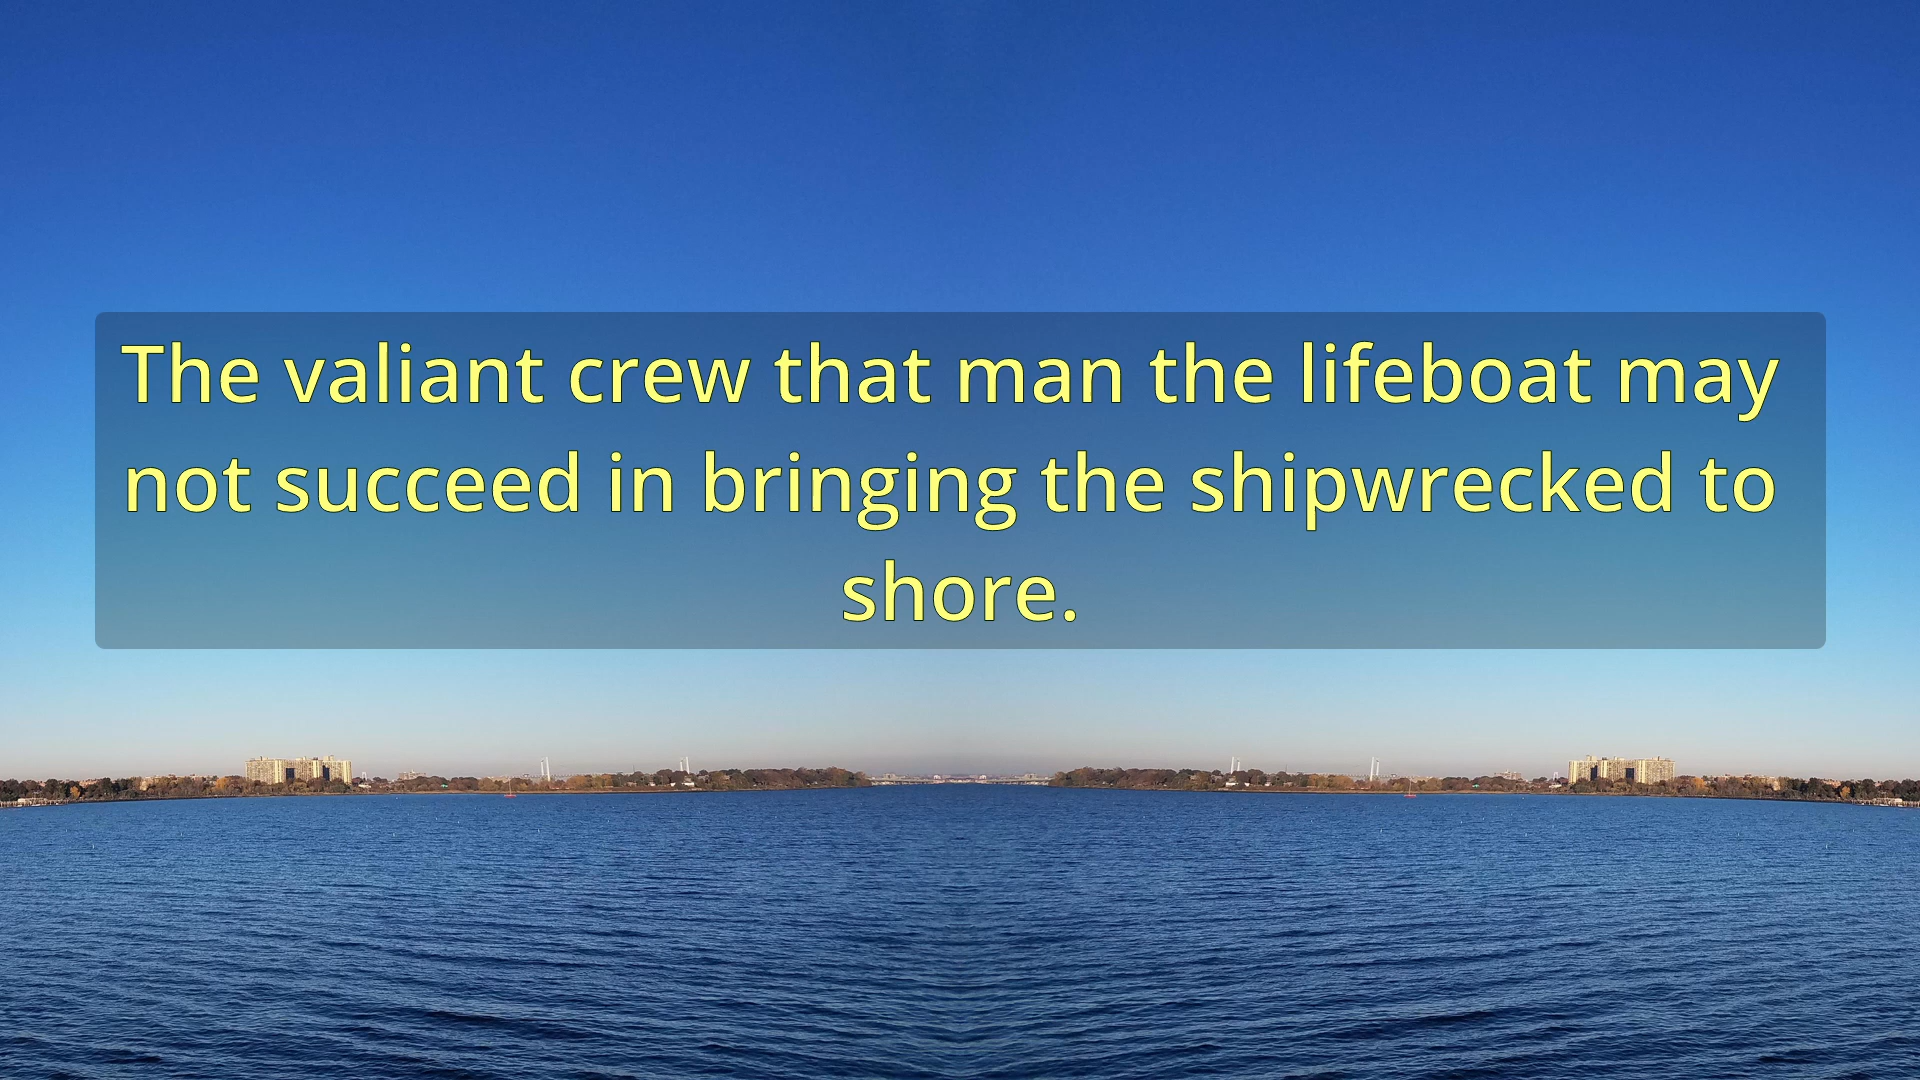 The valiant crew that man the lifeboat may
not succeed in bringing the shipwrecked to
shore.